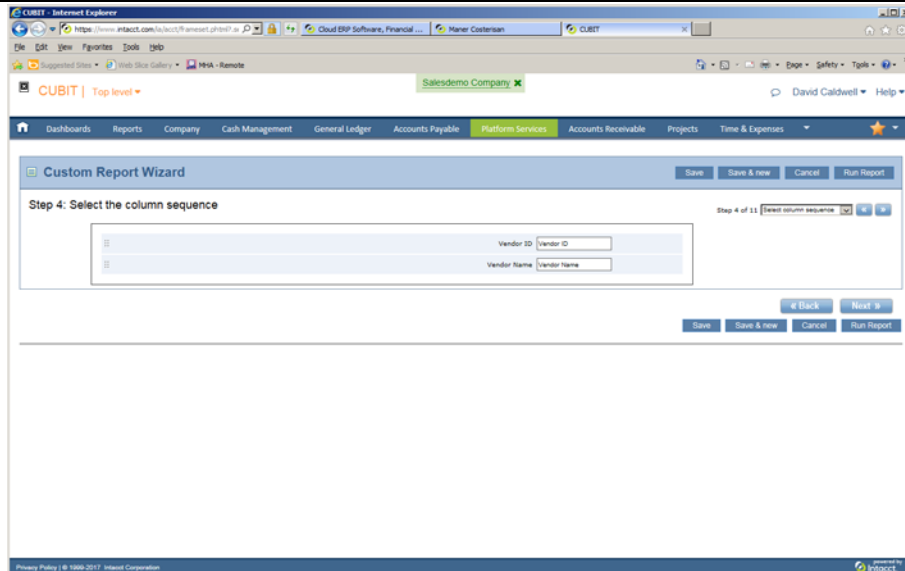 CUBIT - Internet Explorer
https://www.intacct.com/ia/acct/frameset.phtml?.o
Cloud ERP Software, Financial ...
Maner Costerisan
CUBIT
File Edit View Favorites Tools Help
Suggested Sites Web Slice Gallery MHA - Remote
Page Safety Tools
Salesdemo Company
CUBIT | Top level
David Caldwell Help
Dashboards Reports Company Cash Management General Ledger Accounts Payable Platform Services Accounts Receivable Projects Time & Expenses
Custom Report Wizard
Save Save & new Cancel Run Report
Step 4: Select the column sequence
Step 4 of 11 Select column sequence « »
Vendor ID Vendor ID
Vendor Name Vendor Name
« Back Next »
Save Save & new Cancel Run Report
Privacy Policy | © 1999-2017 Intacct Corporation
powered by
Intacct